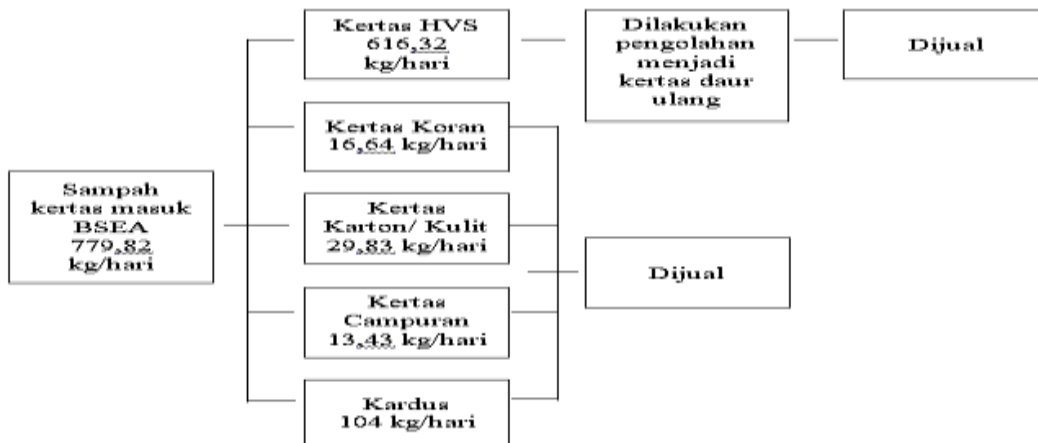 Sampah
kertas masuk
BSEA
779,82
kg/hari
Kertas HVS
616,32
kg/hari
Dilakukan
pengolahan
menjadi
kertas daur
ulang
Dijual
Kertas Koran
16,64 kg/hari
Kertas
Karton/ Kulit
29,83 kg/hari
Kertas
Campuran
13,43 kg/hari
Kardus
104 kg/hari
Dijual